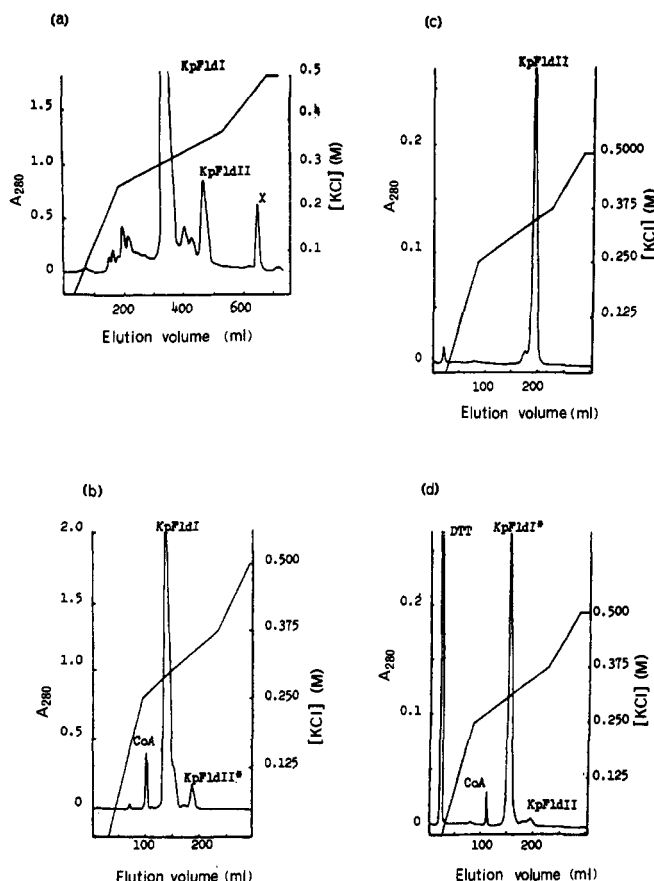 (a)
KpFldI
KpFldII
X
1.5
1.0
0.5
0
A280
0.5
0.4
0.3
0.2
0.1
[KCl] (M)
200
400
600
Elution volume (ml)
(c)
KpFldII
0.2
0.1
0
A280
0.5000
0.375
0.250
0.125
[KCl] (M)
100
200
Elution volume (ml)
(b)
KpFldI
CoA
KpFldII*
2.0
1.5
1.0
0.5
0
A280
0.500
0.375
0.250
0.125
[KCl] (M)
100
200
Elution volume (ml)
(d)
DTT
KpFldI*
CoA
KpFldII
0.2
0.1
0
A280
0.500
0.375
0.250
0.125
[KCl] (M)
100
200
Elution volume (ml)